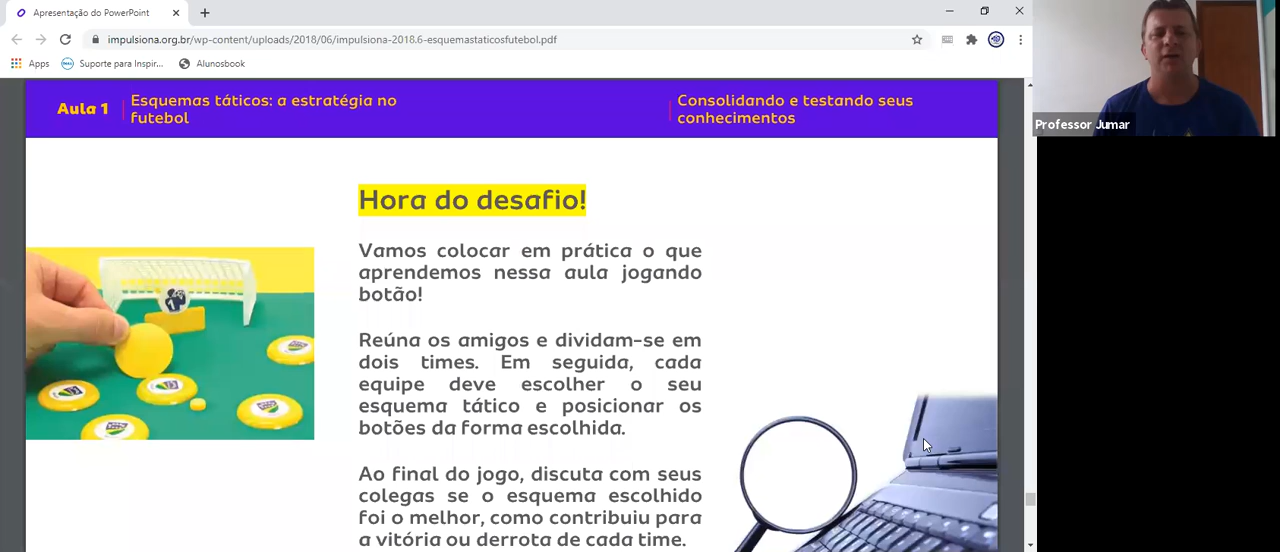 Apresentação do PowerPoint
impulsiona.org.br/wp-content/uploads/2018/06/impulsiona-2018.6-esquemastaticosfutebol.pdf
Apps
Suporte para Inspir...
Alunosbook
Aula 1
Esquemas táticos: a estratégia no
futebol
Consolidando e testando seus
conhecimentos
Professor Jumar
Hora do desafio!
Vamos colocar em prática o que
aprendemos nessa aula jogando
botão!
Reúna os amigos e dividam-se em
dois times. Em seguida, cada
equipe deve escolher o seu
esquema tático e posicionar os
botões da forma escolhida.
Ao final do jogo, discuta com seus
colegas se o esquema escolhido
foi o melhor, como contribuiu para
a vitória ou derrota de cada time.